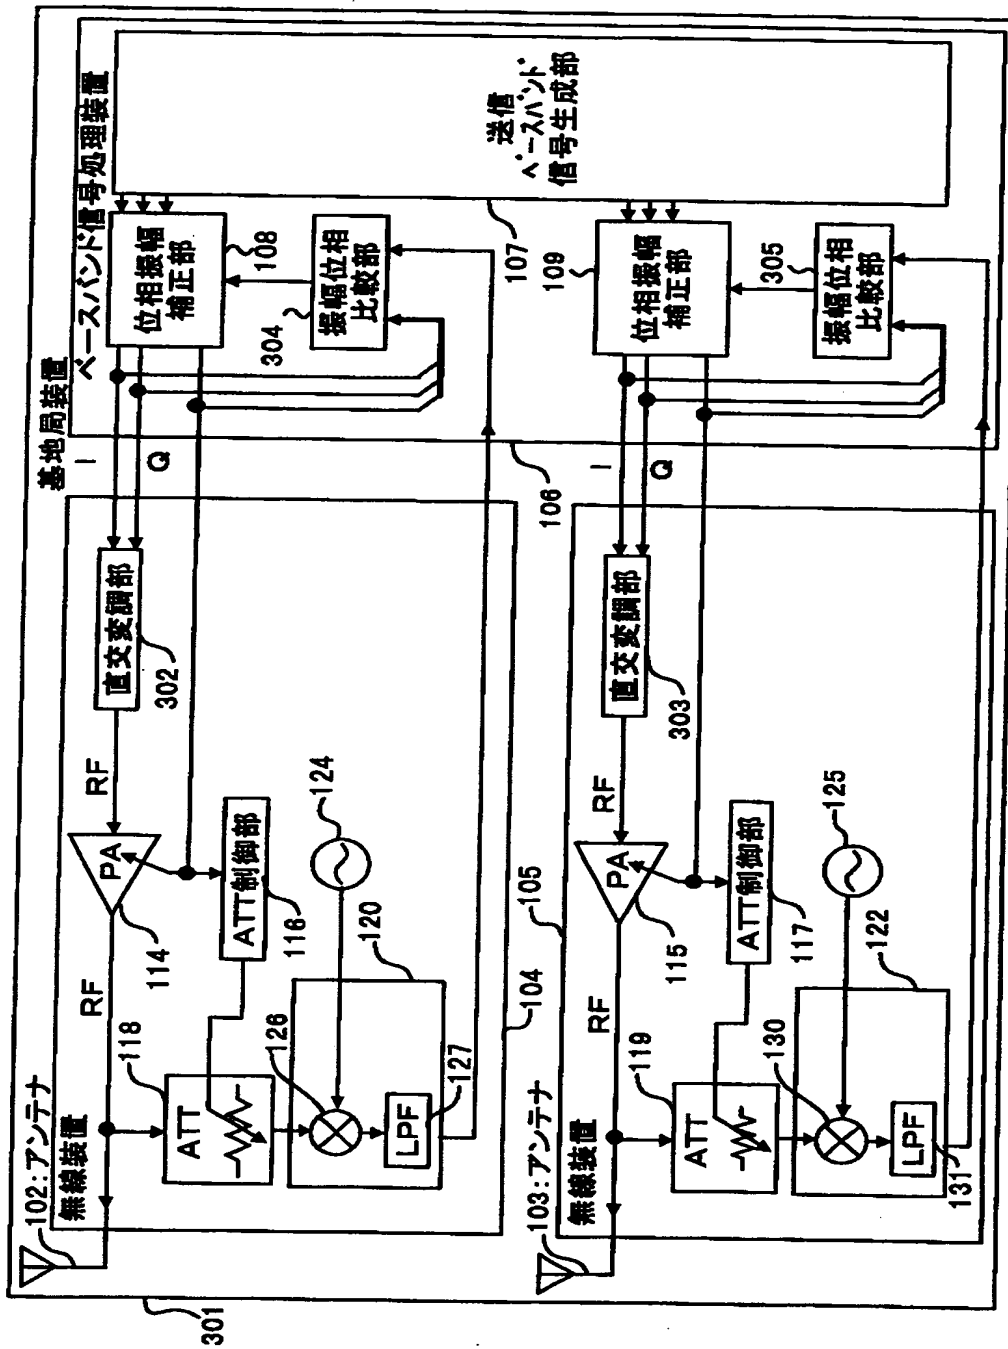 基地局装置
ベースバンド信号処理装置
301
102:アンテナ
無線装置
RF
PA
114
RF
直交変調部
302
I
Q
106
位相振幅
補正部
108
振幅位相
比較部
304
107
送信
ベースバンド
信号生成部
118
ATT
ATT制御部
116
124
126
120
LPF
127
104
105
103:アンテナ
無線装置
RF
PA
115
RF
直交変調部
303
I
Q
位相振幅
補正部
109
振幅位相
比較部
305
119
ATT
ATT制御部
117
125
130
122
LPF
131